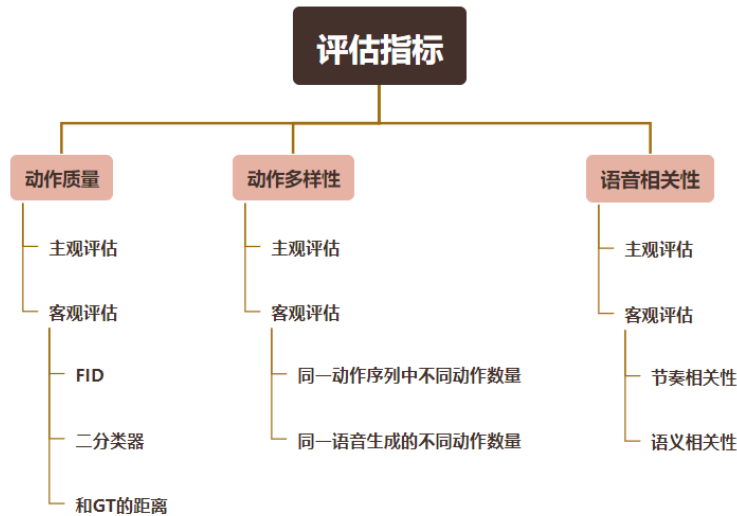 评估指标
动作质量
主观评估
客观评估
FID
二分类器
和GT的距离
动作多样性
主观评估
客观评估
同一动作序列中不同动作数量
同一语音生成的不同动作数量
语音相关性
主观评估
客观评估
节奏相关性
语义相关性